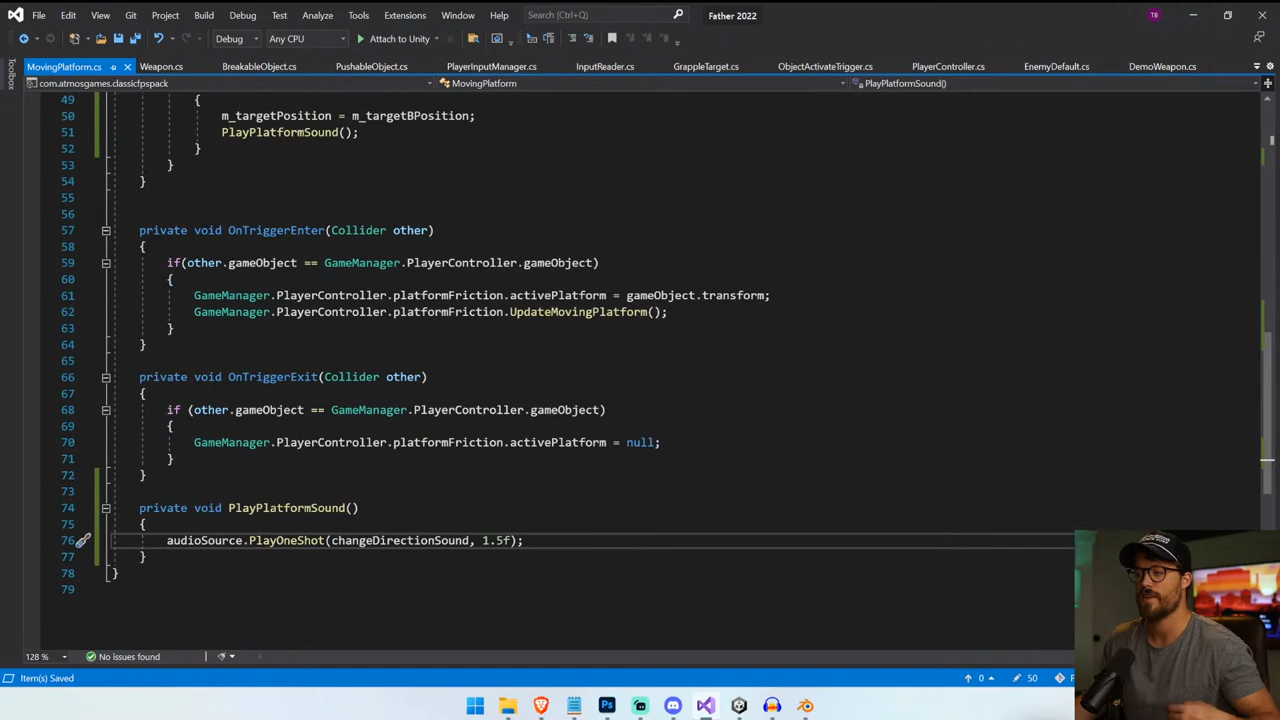 File Edit View Git Project Build Debug Test Analyze Tools Extensions Window Help Search (Ctrl+Q) Father 2022 TB
Debug Any CPU Attach to Unity
MovingPlatform.cs Weapon.cs BreakableObject.cs PushableObject.cs PlayerInputManager.cs InputReader.cs GrappleTarget.cs ObjectActivateTrigger.cs PlayerController.cs EnemyDefault.cs DemoWeapon.cs
Toolbox
com.atmosgames.classicfpspack MovingPlatform PlayPlatformSound()
49 {
50 m_targetPosition = m_targetBPosition;
51 PlayPlatformSound();
52 }
53 }
54 }
55
56
57 private void OnTriggerEnter(Collider other)
58 {
59 if(other.gameObject == GameManager.PlayerController.gameObject)
60 {
61 GameManager.PlayerController.platformFriction.activePlatform = gameObject.transform;
62 GameManager.PlayerController.platformFriction.UpdateMovingPlatform();
63 }
64 }
65
66 private void OnTriggerExit(Collider other)
67 {
68 if (other.gameObject == GameManager.PlayerController.gameObject)
69 {
70 GameManager.PlayerController.platformFriction.activePlatform = null;
71 }
72 }
73
74 private void PlayPlatformSound()
75 {
76 audioSource.PlayOneShot(changeDirectionSound, 1.5f);
77 }
78 }
79
128 % No issues found
Item(s) Saved 0 50
Ps